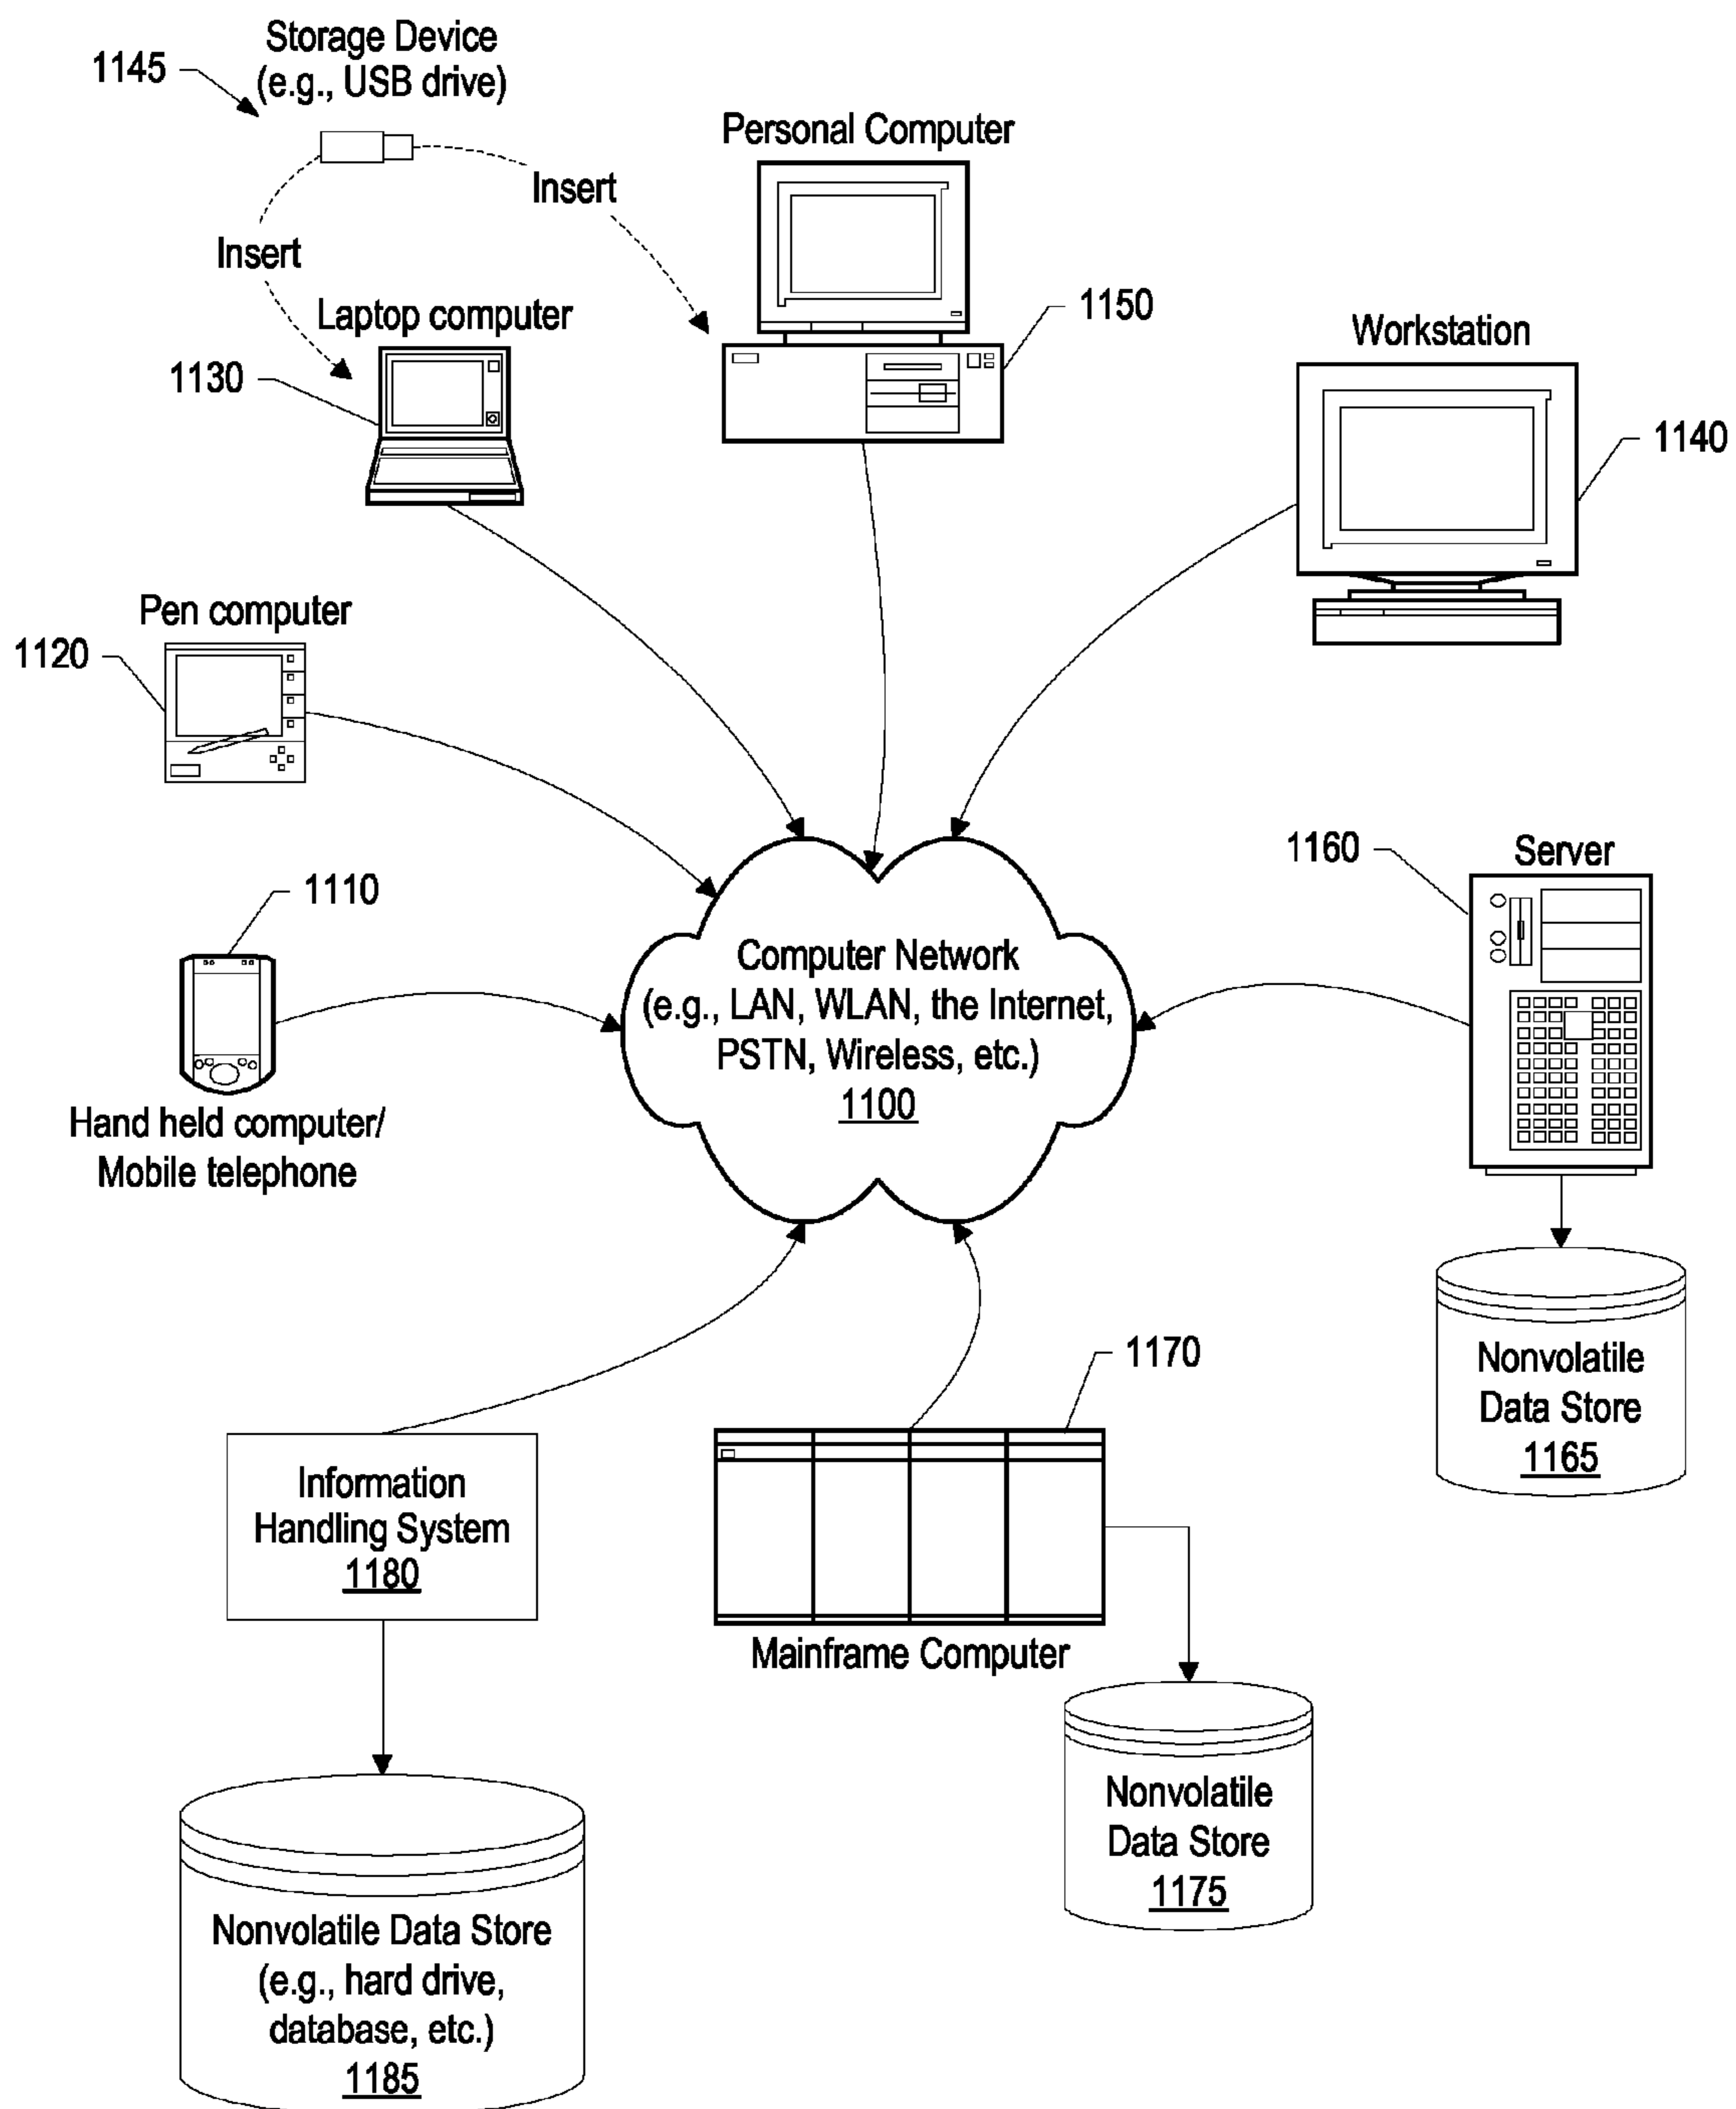 Storage Device
(e.g., USB drive)
1145
Personal Computer
Insert
Insert
Laptop computer
1130
1150
Workstation
1140
Pen computer
1120
1160
Server
1110
Computer Network
(e.g., LAN, WLAN, the Internet,
PSTN, Wireless, etc.)
1100
Hand held computer/
Mobile telephone
Nonvolatile
Data Store
1165
1170
Information
Handling System
1180
Mainframe Computer
Nonvolatile
Data Store
1175
Nonvolatile Data Store
(e.g., hard drive,
database, etc.)
1185